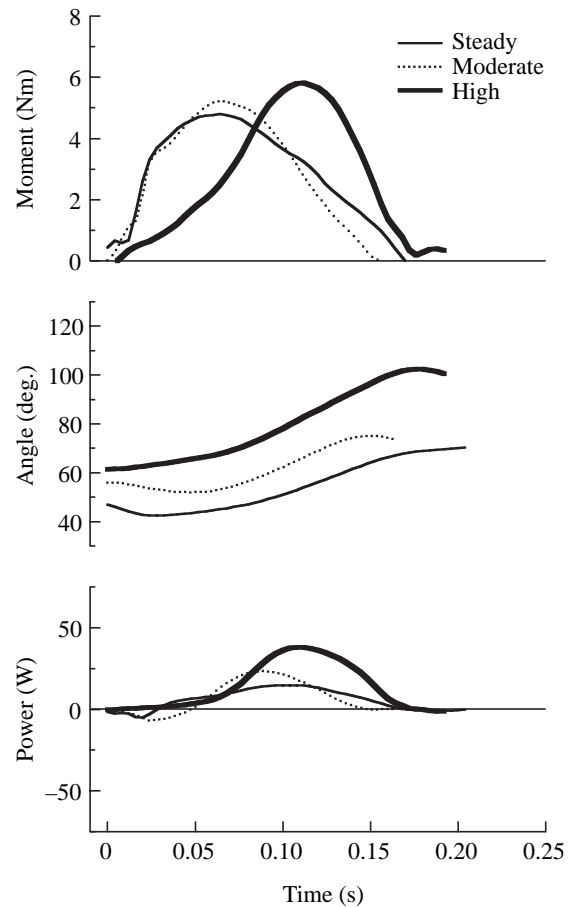 8
6
4
2
0
Moment (Nm)
Steady
Moderate
High
120
100
80
60
40
Angle (deg.)
50
0
–50
Power (W)
0
0.05
0.10
0.15
0.20
0.25
Time (s)